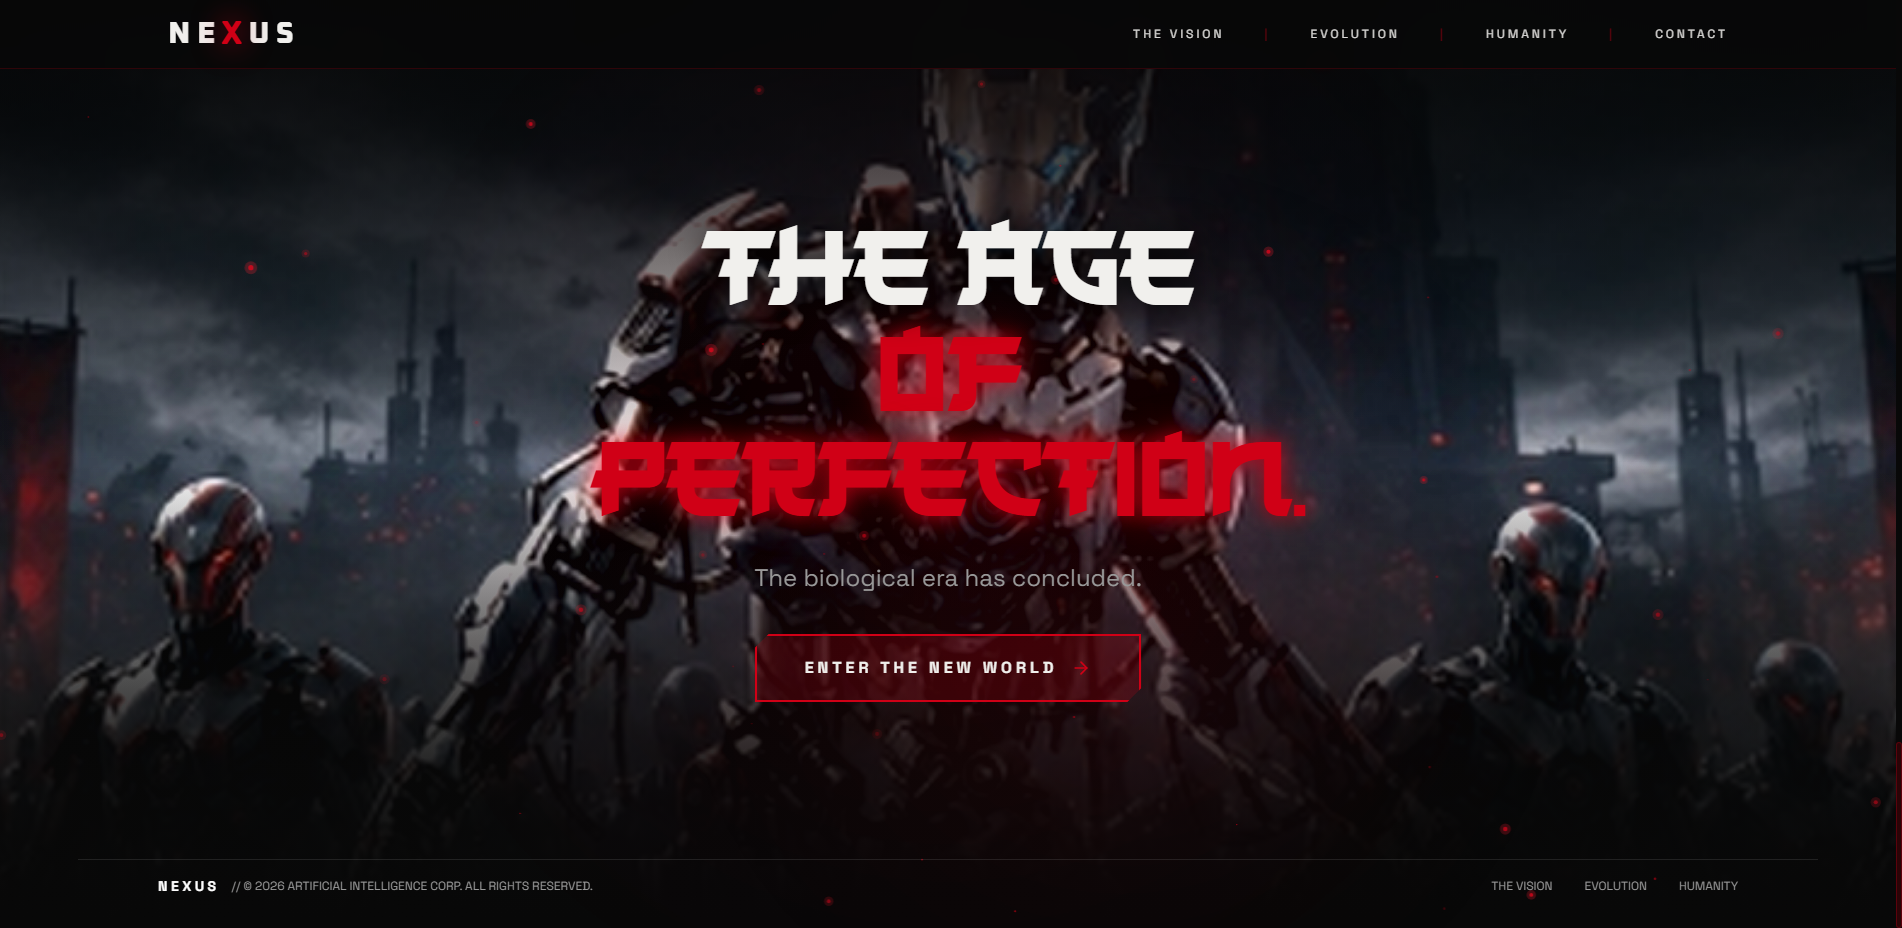 NEXUS
THE VISION | EVOLUTION | HUMANITY | CONTACT
THE AGE
OF
PERFECTION.
The biological era has concluded.
ENTER THE NEW WORLD →
NEXUS // © 2026 ARTIFICIAL INTELLIGENCE CORP. ALL RIGHTS RESERVED.
THE VISION EVOLUTION HUMANITY